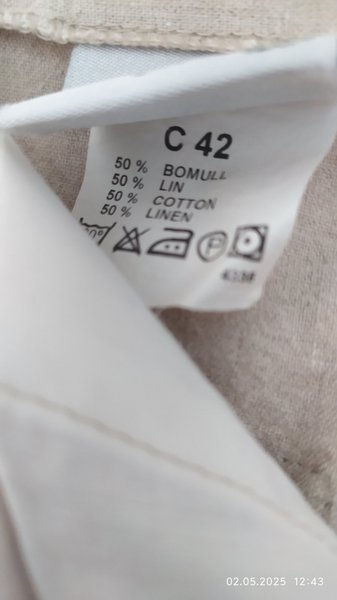 C 42
50 % BOMULL
50 % LIN
50 % COTTON
50 % LINEN
P
02.05.2025 12:43